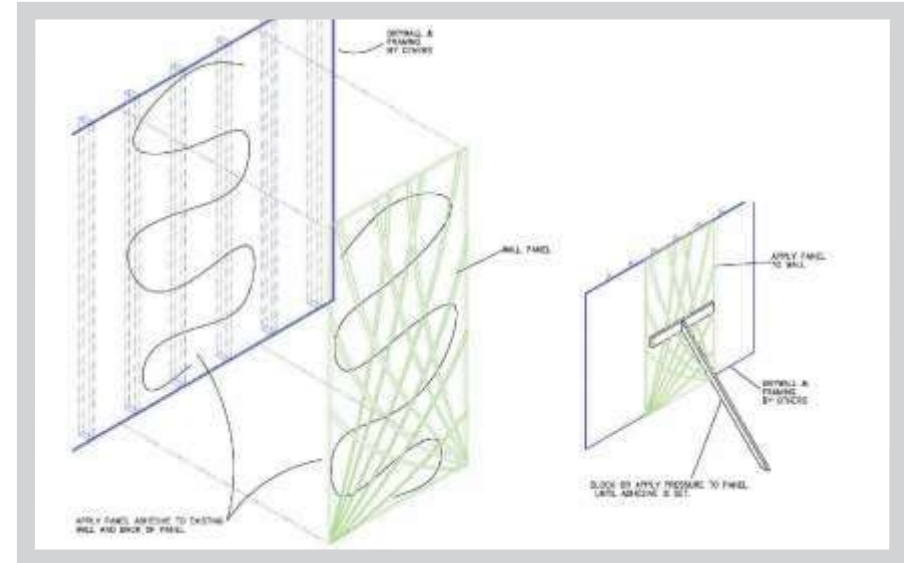 DRYWALL &
FRAMING
BY OTHERS
WALL PANEL
APPLY PANEL
TO WALL
DRYWALL &
FRAMING
BY OTHERS
BLOCK OR APPLY PRESSURE TO PANEL
UNTIL ADHESIVE IS SET.
APPLY PANEL ADHESIVE TO EXISTING
WALL AND BACK OF PANEL